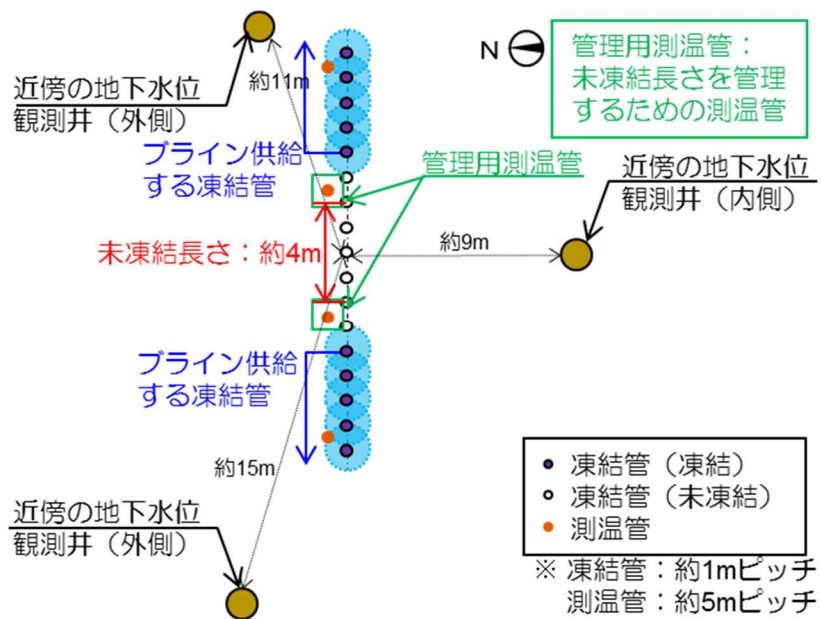 N
管理用測温管：
未凍結長さを管理
するための測温管
約11m
近傍の地下水位
観測井（外側）
ブライン供給
する凍結管
管理用測温管
近傍の地下水位
観測井（内側）
約9m
未凍結長さ：約4m
ブライン供給
する凍結管
約15m
近傍の地下水位
観測井（外側）
凍結管（凍結）
凍結管（未凍結）
測温管
※ 凍結管：約1mピッチ
測温管：約5mピッチ